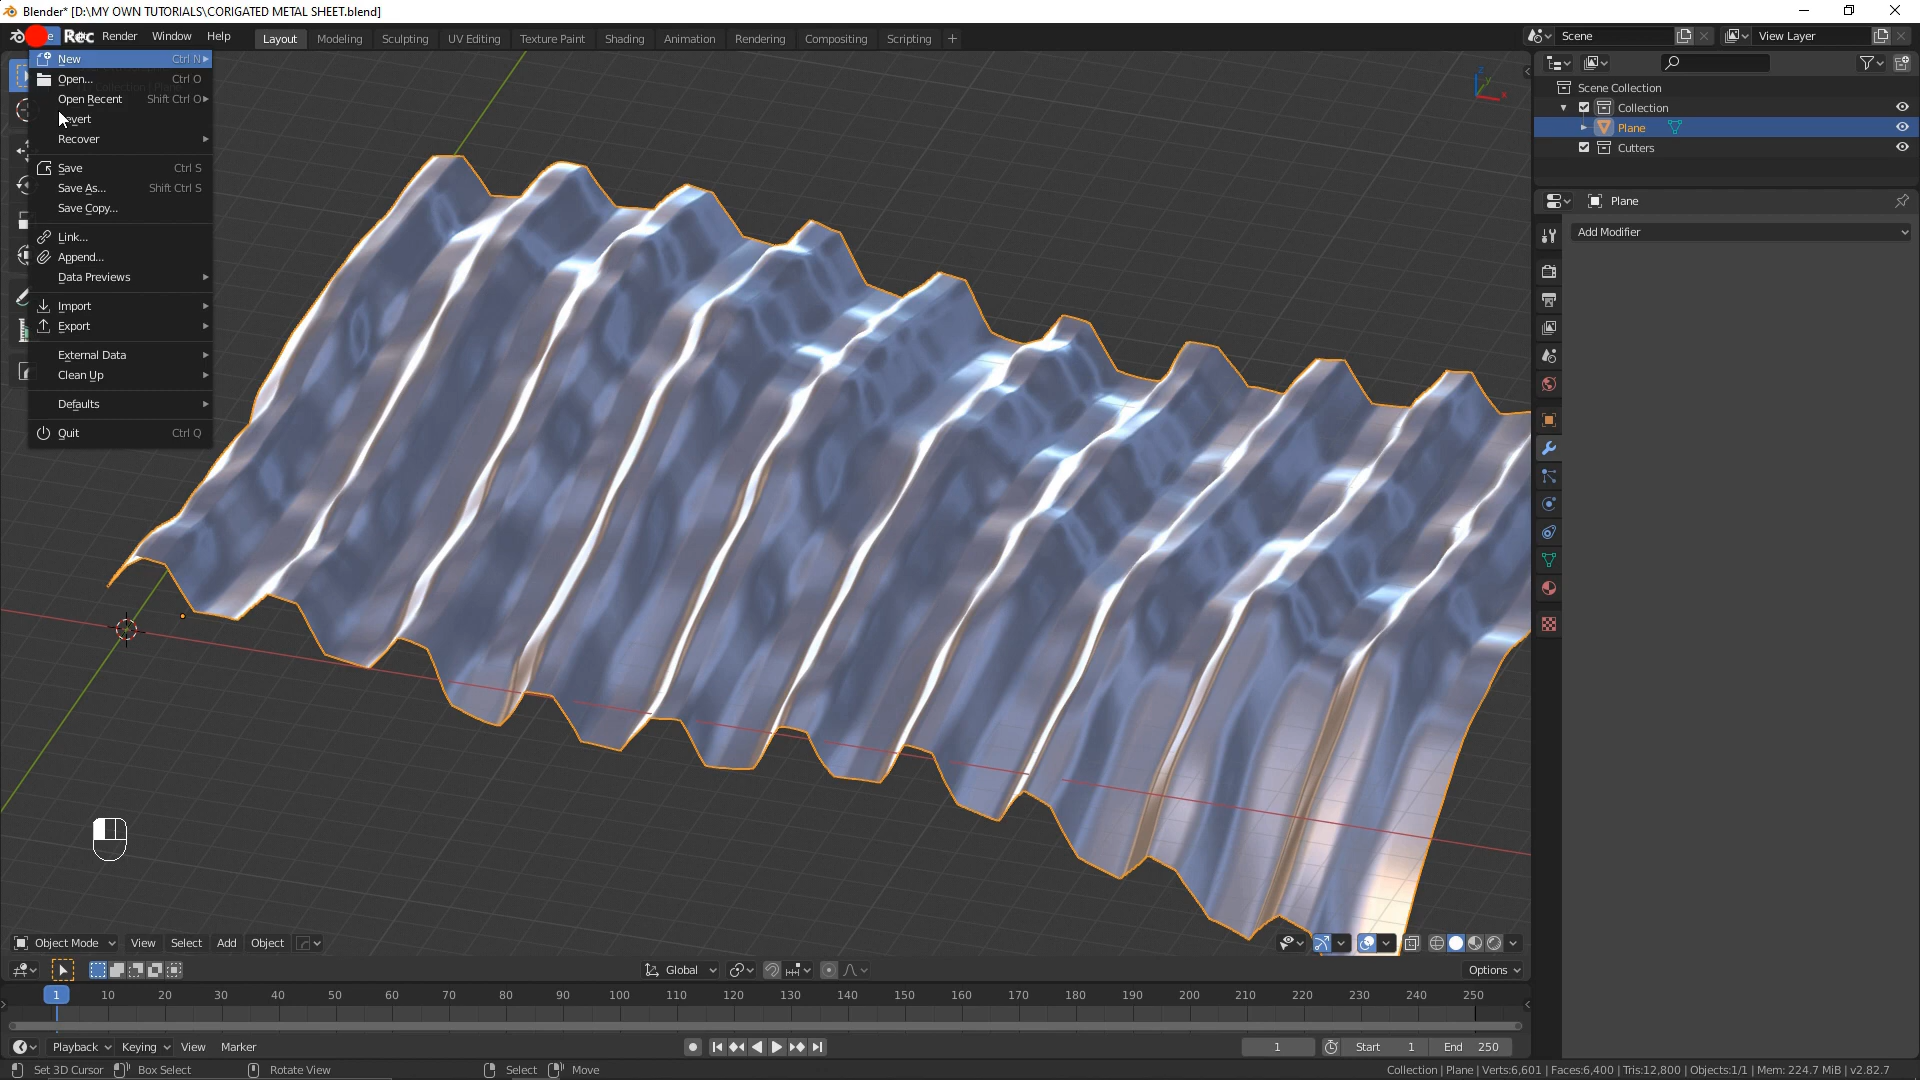 Blender* [D:\MY OWN TUTORIALS\CORIGATED METAL SHEET.blend]
Rec Render Window Help Layout Modeling Sculpting UV Editing Texture Paint Shading Animation Rendering Compositing Scripting + Scene View Layer
New Ctrl N
Open... Ctrl O
Open Recent Shift Ctrl O
Recover
Save Ctrl S
Save As... Shift Ctrl S
Save Copy...
Link...
Append...
Data Previews
Import
Export
External Data
Clean Up
Defaults
Quit Ctrl Q
Scene Collection
Collection
Plane
Cutters
Plane
Add Modifier
Object Mode View Select Add Object
Global Options
1 10 20 30 40 50 60 70 80 90 100 110 120 130 140 150 160 170 180 190 200 210 220 230 240 250
Playback Keying View Marker 1 Start 1 End 250
Set 3D Cursor Box Select Rotate View Select Move Collection | Plane | Verts:6,601 | Faces:6,400 | Tris:12,800 | Objects:1/1 | Mem: 224.7 MiB | v2.82.7